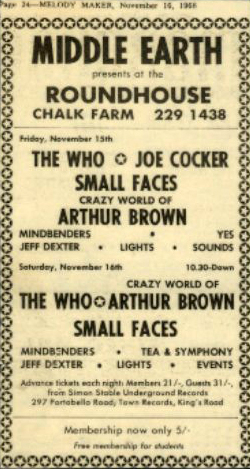 Page 24—MELODY MAKER, November 16, 1968
MIDDLE EARTH
presents at the
ROUNDHOUSE
CHALK FARM 229 1438
Friday, November 15th
THE WHO ✪ JOE COCKER
SMALL FACES
CRAZY WORLD OF
ARTHUR BROWN
MINDBENDERS • YES
JEFF DEXTER • LIGHTS • SOUNDS
Saturday, November 16th 10.30-Dawn
CRAZY WORLD OF
THE WHO ✪ ARTHUR BROWN
SMALL FACES
MINDBENDERS • TEA & SYMPHONY
JEFF DEXTER • LIGHTS • EVENTS
Advance tickets each night: Members 21/-, Guests 31/-,
from Simon Stable Underground Records
297 Portobello Road; Town Records, King's Road
Membership now only 5/-
Free membership for students